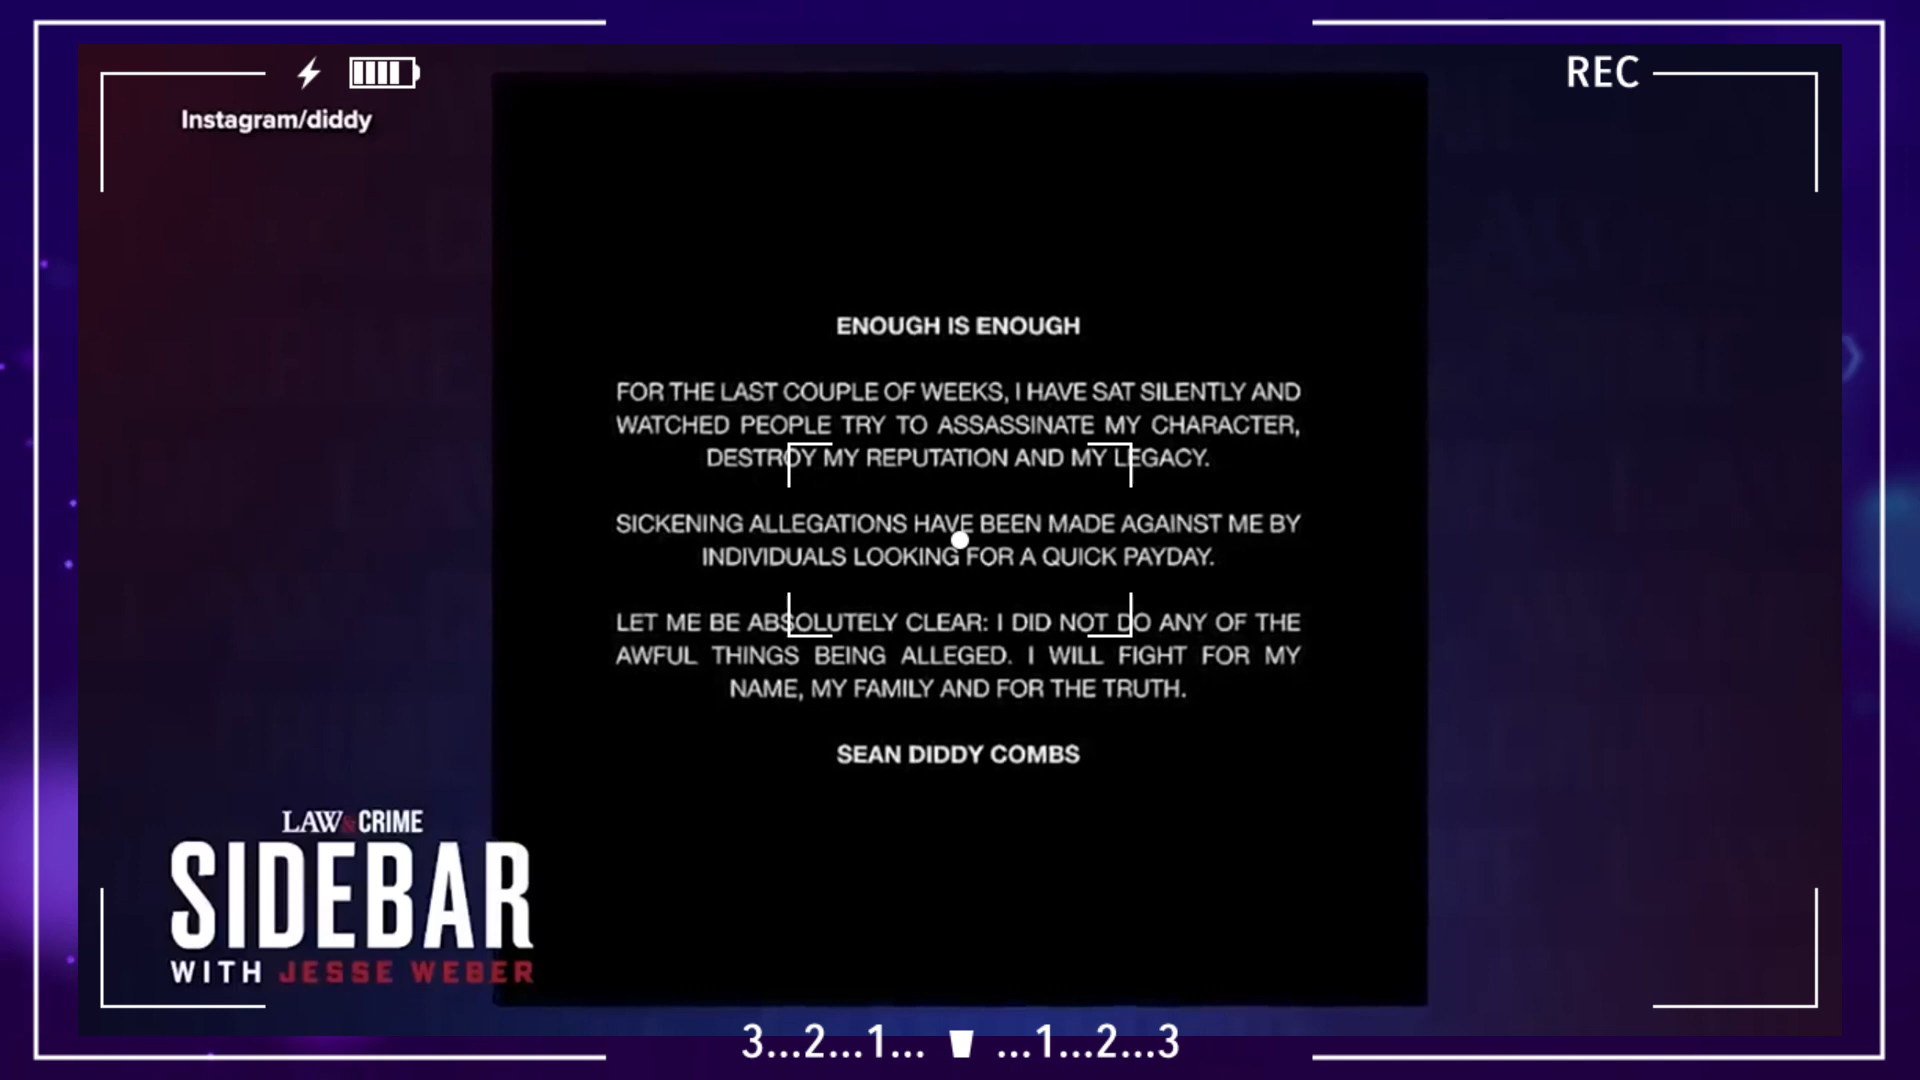 REC
Instagram/diddy
ENOUGH IS ENOUGH
FOR THE LAST COUPLE OF WEEKS, I HAVE SAT SILENTLY AND
WATCHED PEOPLE TRY TO ASSASSINATE MY CHARACTER,
DESTROY MY REPUTATION AND MY LEGACY.
SICKENING ALLEGATIONS HAVE BEEN MADE AGAINST ME BY
INDIVIDUALS LOOKING FOR A QUICK PAYDAY.
LET ME BE ABSOLUTELY CLEAR: I DID NOT DO ANY OF THE
AWFUL THINGS BEING ALLEGED. I WILL FIGHT FOR MY
NAME, MY FAMILY AND FOR THE TRUTH.
SEAN DIDDY COMBS
LAW&CRIME
SIDEBAR
WITH JESSE WEBER
3...2...1... ...1...2...3